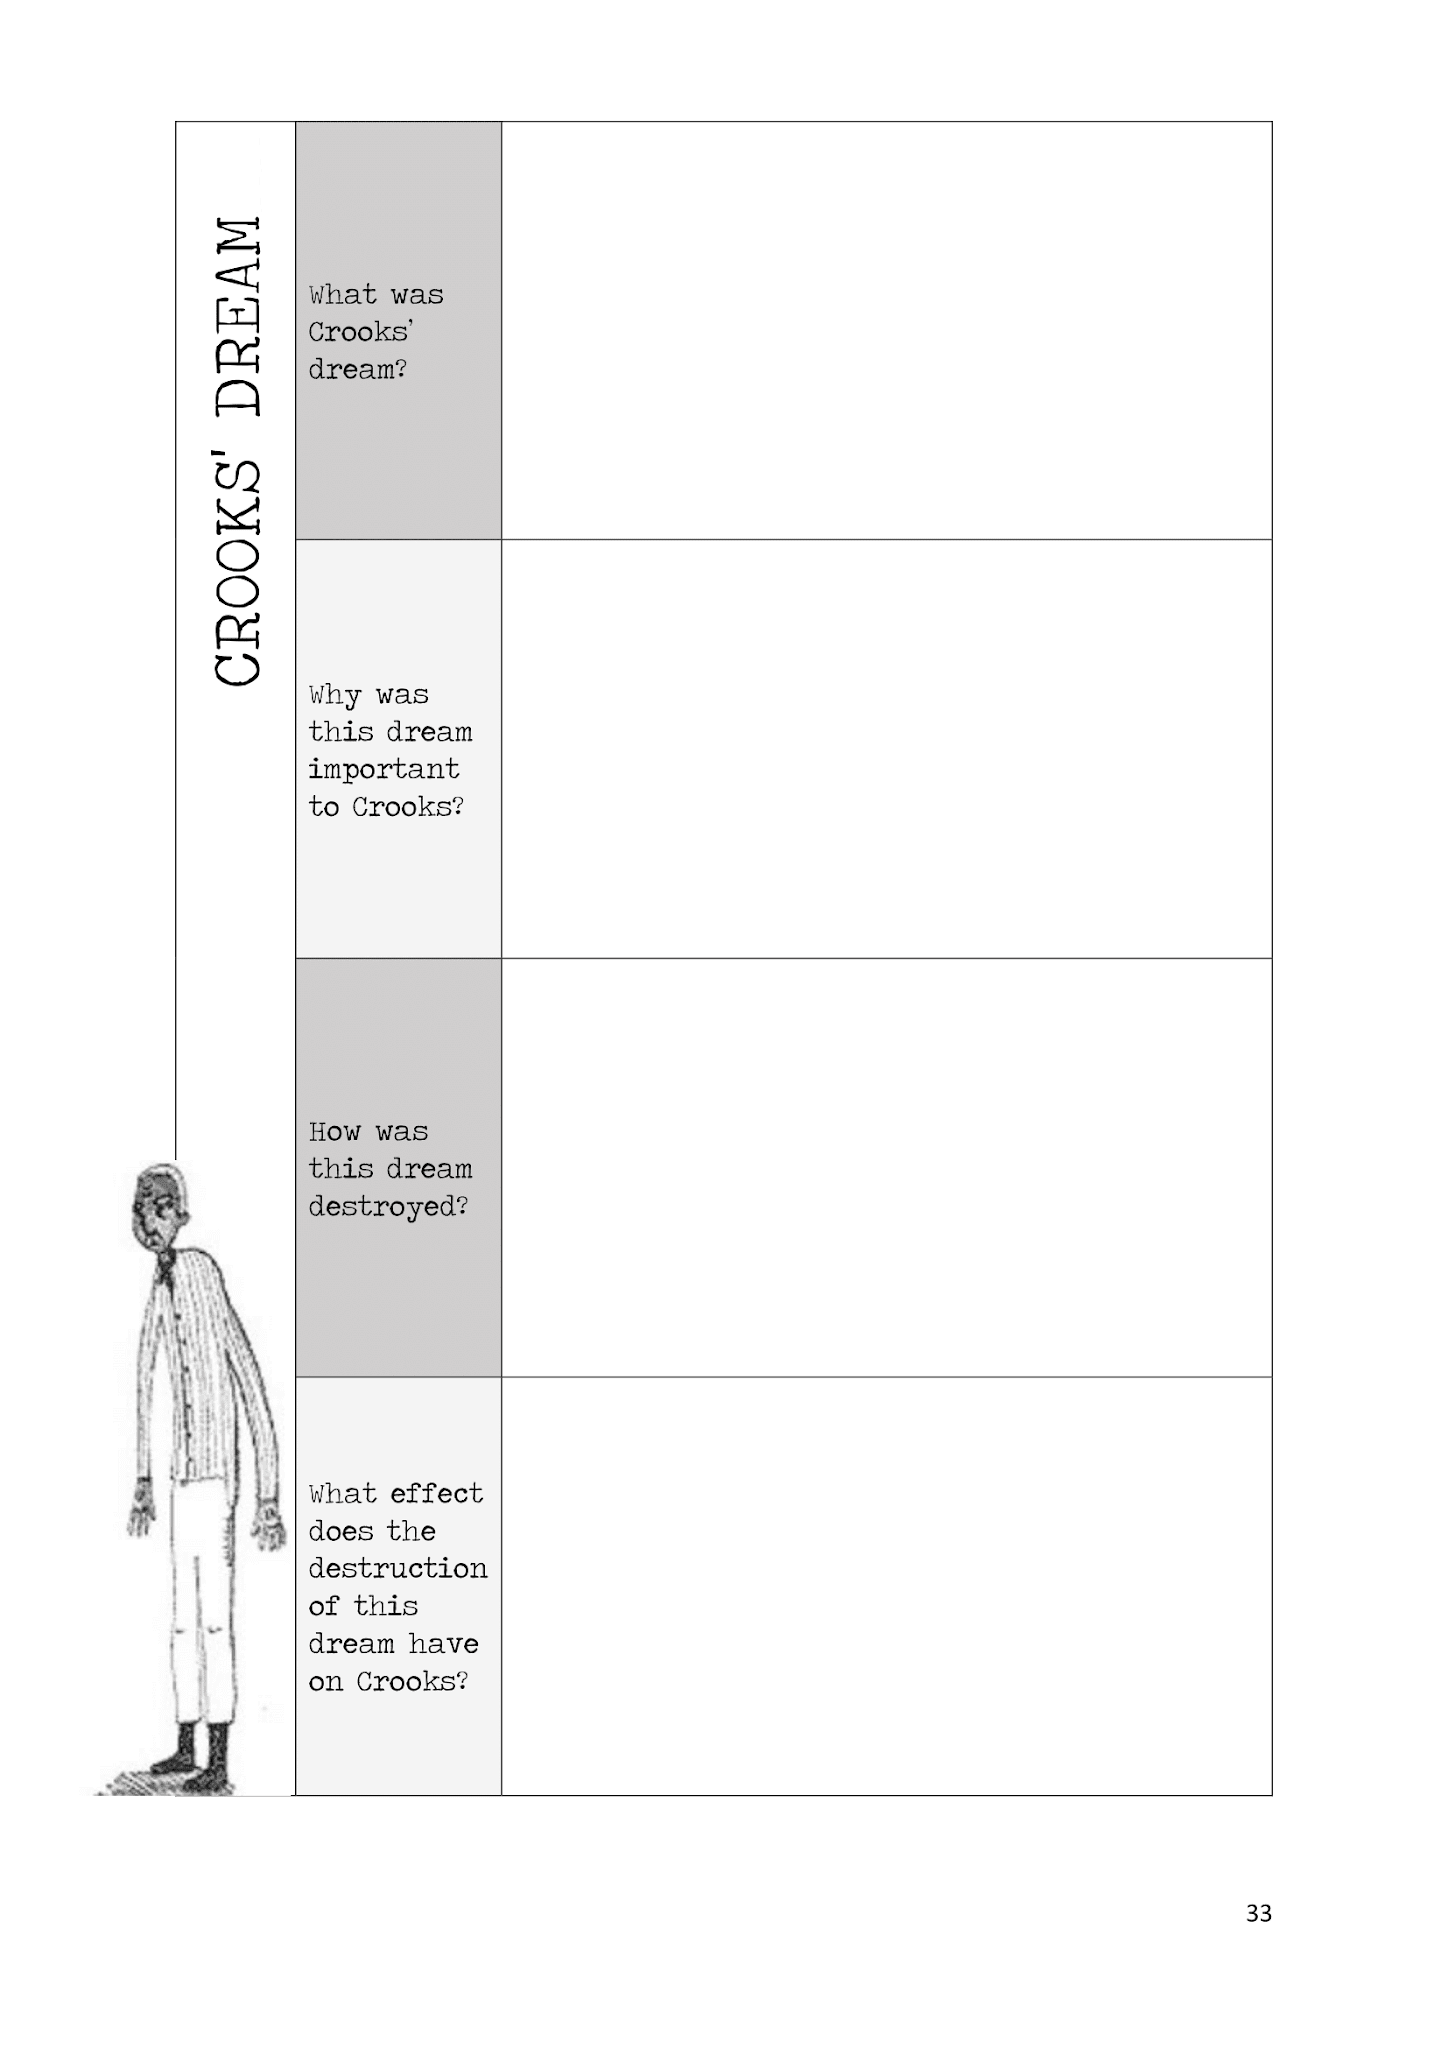 CROOKS' DREAM
What was
Crooks’
dream?
Why was
this dream
important
to Crooks?
How was
this dream
destroyed?
What effect
does the
destruction
of this
dream have
on Crooks?
33